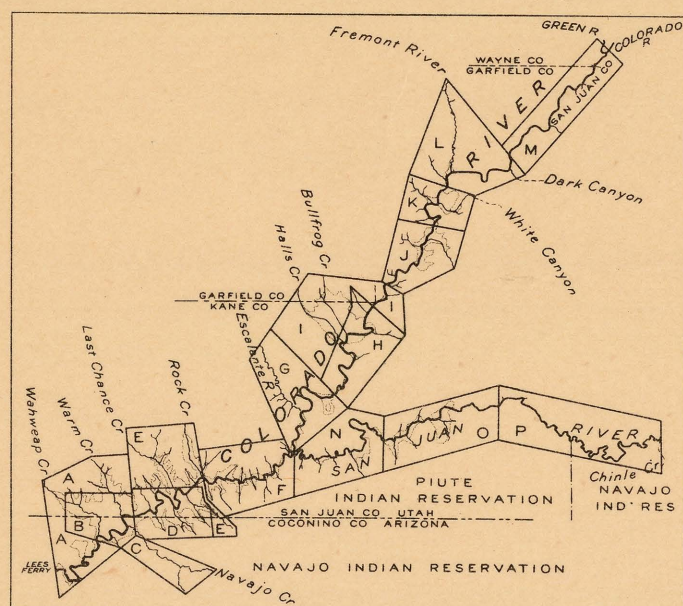 GREEN R
COLORADO
R
WAYNE CO
GARFIELD CO
SAN JUAN CO
Fremont River
RIVER
L
M
Dark Canyon
K
White Canyon
J
Bullfrog Cr
Halls Cr
GARFIELD CO
KANE CO
I
I
I
H
Escalante R
G
COLORADO
Last Chance Cr
Rock Cr
Warm Cr
Wahweap Cr
E
A
F
N
SAN
JUAN
O
P
RIVER
Chinle
Cr
PIUTE
INDIAN RESERVATION
NAVAJO
IND' RES
SAN JUAN CO. UTAH
COCONINO CO ARIZONA
B
D
E
A
C
LEES
FERRY
Navajo Cr
NAVAJO INDIAN RESERVATION